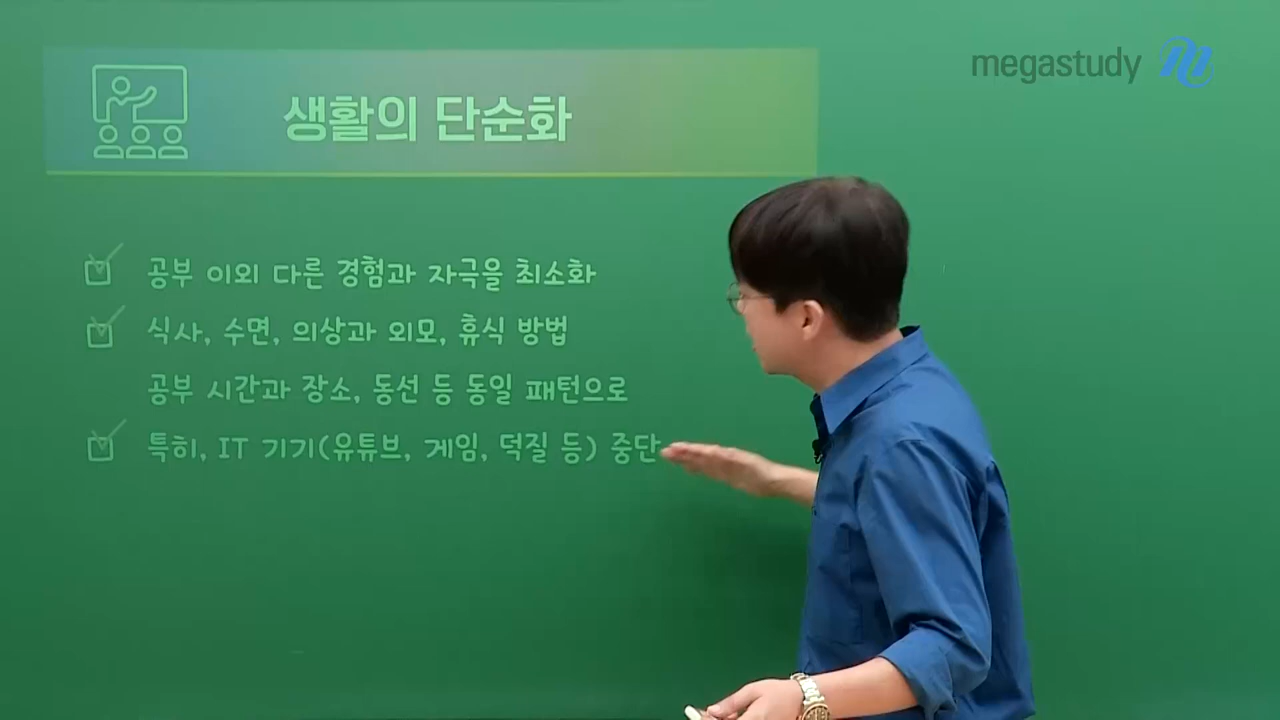 megastudy
생활의 단순화
공부 이외 다른 경험과 자극을 최소화
식사, 수면, 의상과 외모, 휴식 방법
공부 시간과 장소, 동선 등 동일 패턴으로
특히, IT 기기(유튜브, 게임, 덕질 등) 중단